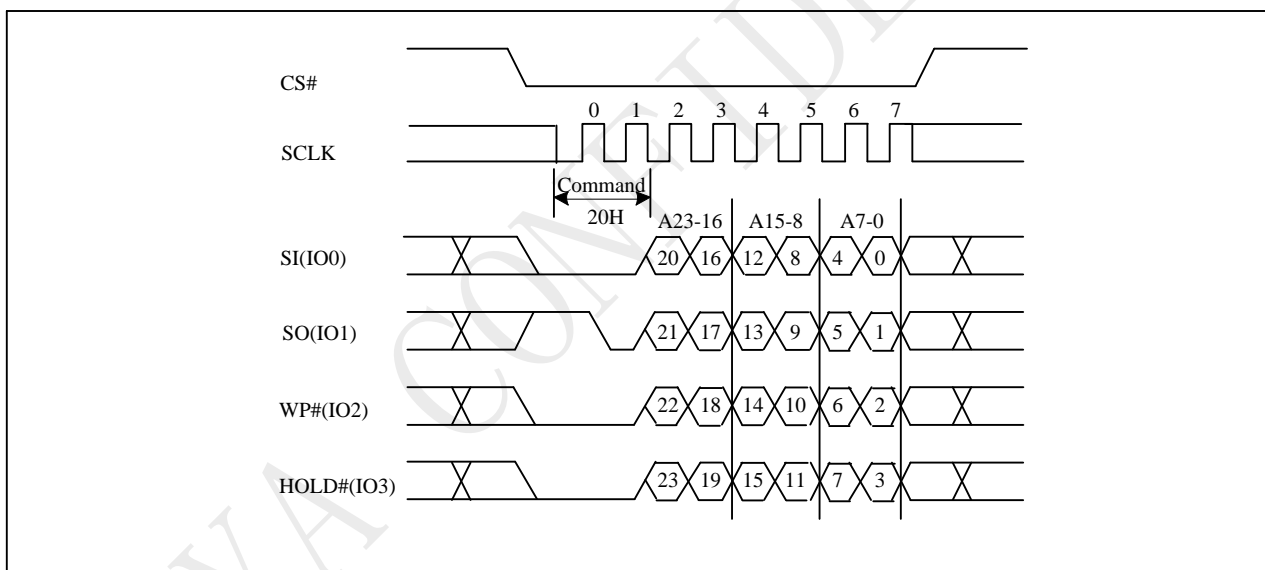 CS#
0 1 2 3 4 5 6 7
SCLK
Command
20H
A23-16 A15-8 A7-0
SI(IO0) 20 16 12 8 4 0
SO(IO1) 21 17 13 9 5 1
WP#(IO2) 22 18 14 10 6 2
HOLD#(IO3) 23 19 15 11 7 3